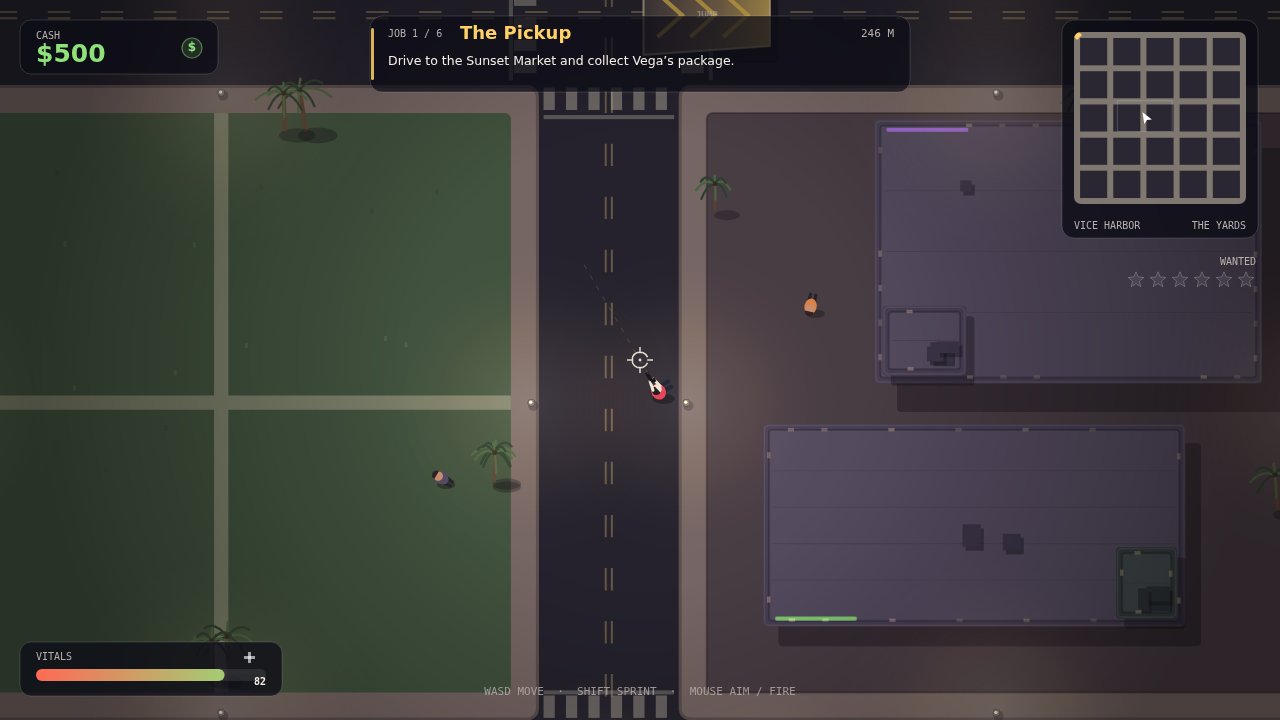 CASH
$500
$
JOB 1 / 6 The Pickup 246 M
Drive to the Sunset Market and collect Vega's package.
VICE HARBOR THE YARDS
WANTED
VITALS
82
WASD MOVE · SHIFT SPRINT · MOUSE AIM / FIRE